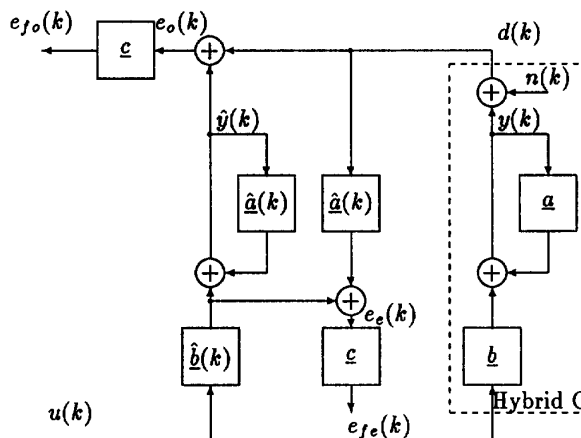 e_{fo}(k) e_o(k) d(k)
c
n(k)
ŷ(k) y(k)
â(k) â(k) a
e_e(k)
b̂(k) c b
Hybrid
u(k) e_{fe}(k)